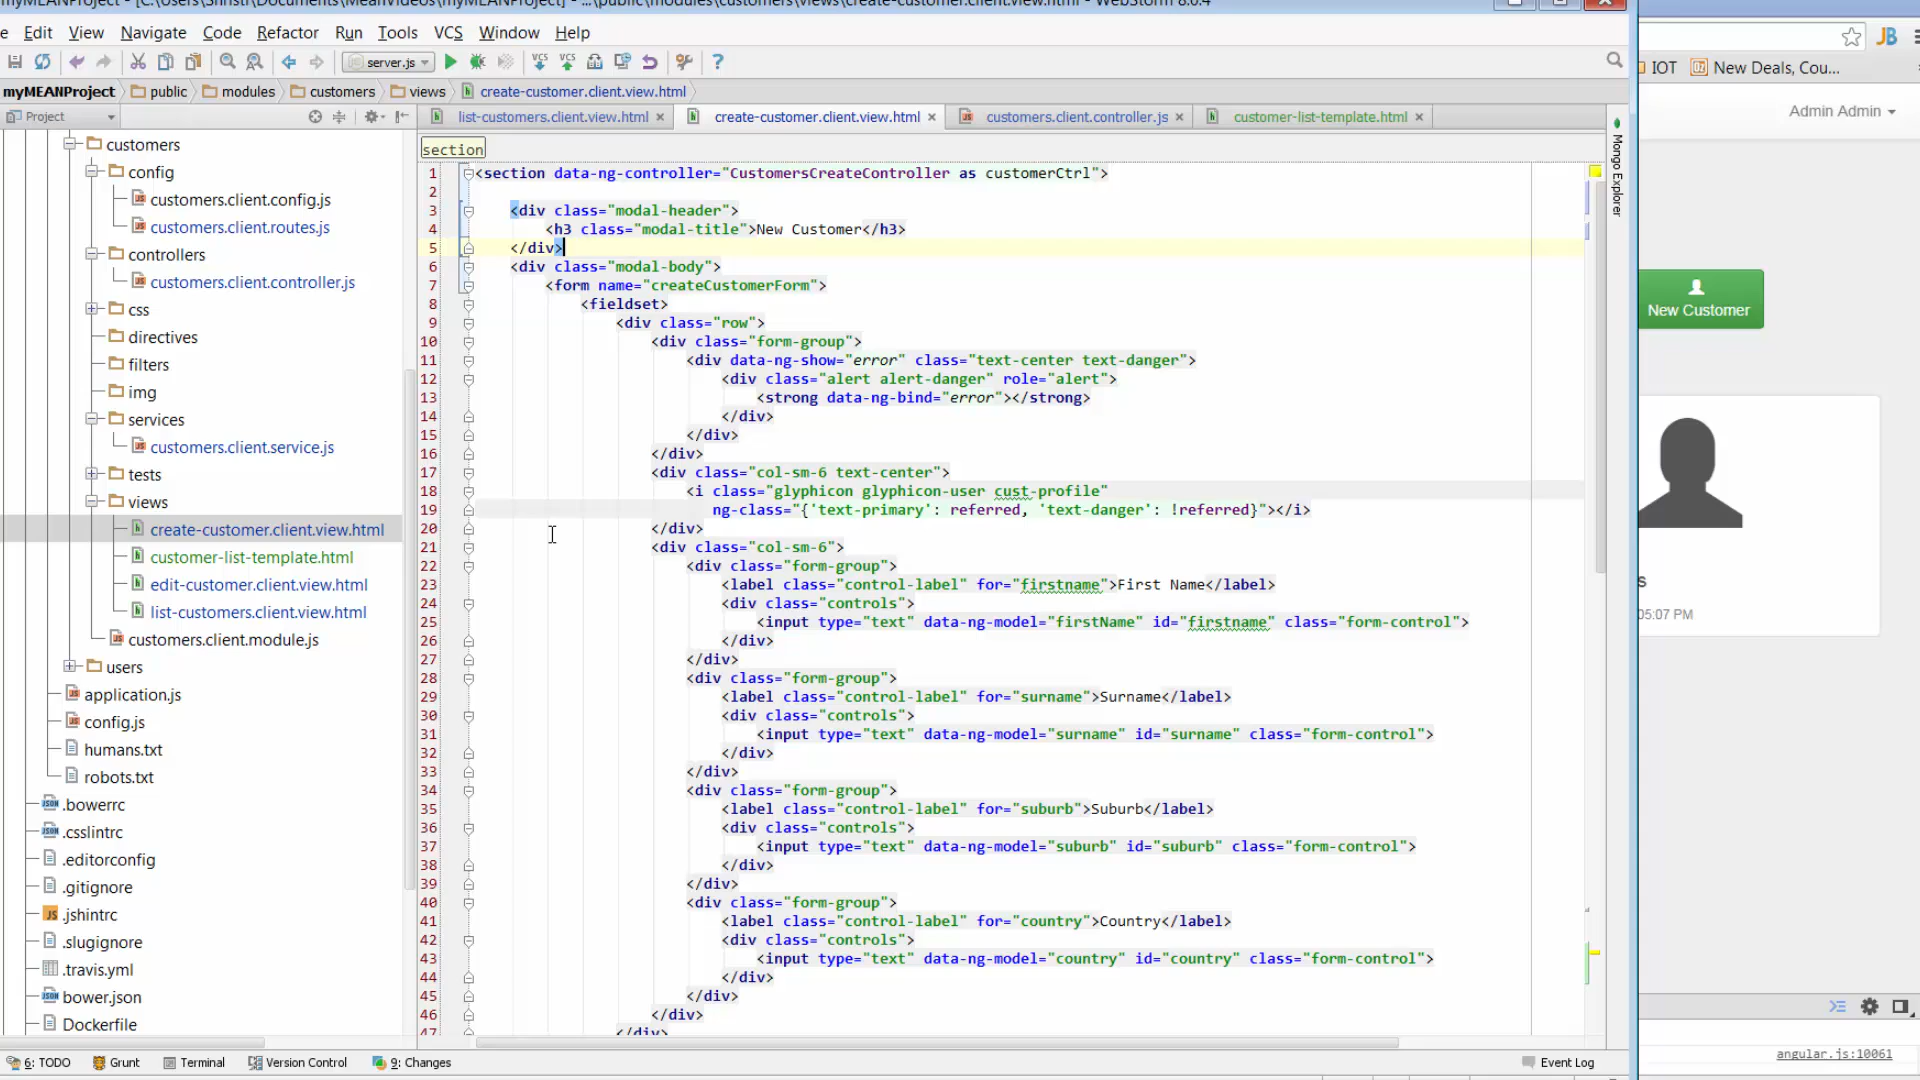 myMEANProject - [C:\Users\Shristi\Documents\MeanVideos\myMEANProject] - ...\public\modules\customers\views\create-customer.client.view.html - WebStorm 8.0.4
e Edit View Navigate Code Refactor Run Tools VCS Window Help
server.js
myMEANProject public modules customers views create-customer.client.view.html
Project
list-customers.client.view.html create-customer.client.view.html customers.client.controller.js customer-list-template.html
section
customers
config
customers.client.config.js
customers.client.routes.js
controllers
customers.client.controller.js
css
directives
filters
img
services
customers.client.service.js
tests
views
create-customer.client.view.html
customer-list-template.html
edit-customer.client.view.html
list-customers.client.view.html
customers.client.module.js
users
application.js
config.js
humans.txt
robots.txt
.bowerrc
.csslintrc
.editorconfig
.gitignore
.jshintrc
.slugignore
.travis.yml
bower.json
Dockerfile
1 <section data-ng-controller="CustomersCreateController as customerCtrl">
2
3 <div class="modal-header">
4 <h3 class="modal-title">New Customer</h3>
5 </div>
6 <div class="modal-body">
7 <form name="createCustomerForm">
8 <fieldset>
9 <div class="row">
10 <div class="form-group">
11 <div data-ng-show="error" class="text-center text-danger">
12 <div class="alert alert-danger" role="alert">
13 <strong data-ng-bind="error"></strong>
14 </div>
15 </div>
16 </div>
17 <div class="col-sm-6 text-center">
18 <i class="glyphicon glyphicon-user cust-profile"
19 ng-class="{'text-primary': referred, 'text-danger': !referred}"></i>
20 </div>
21 <div class="col-sm-6">
22 <div class="form-group">
23 <label class="control-label" for="firstname">First Name</label>
24 <div class="controls">
25 <input type="text" data-ng-model="firstName" id="firstname" class="form-control">
26 </div>
27 </div>
28 <div class="form-group">
29 <label class="control-label" for="surname">Surname</label>
30 <div class="controls">
31 <input type="text" data-ng-model="surname" id="surname" class="form-control">
32 </div>
33 </div>
34 <div class="form-group">
35 <label class="control-label" for="suburb">Suburb</label>
36 <div class="controls">
37 <input type="text" data-ng-model="suburb" id="suburb" class="form-control">
38 </div>
39 </div>
40 <div class="form-group">
41 <label class="control-label" for="country">Country</label>
42 <div class="controls">
43 <input type="text" data-ng-model="country" id="country" class="form-control">
44 </div>
45 </div>
46 </div>
47 </div>
Mongo Explorer
JB
IOT New Deals, Cou...
Admin Admin
New Customer
s
05:07 PM
angular.js:10061
6: TODO Grunt Terminal Version Control 9: Changes Event Log